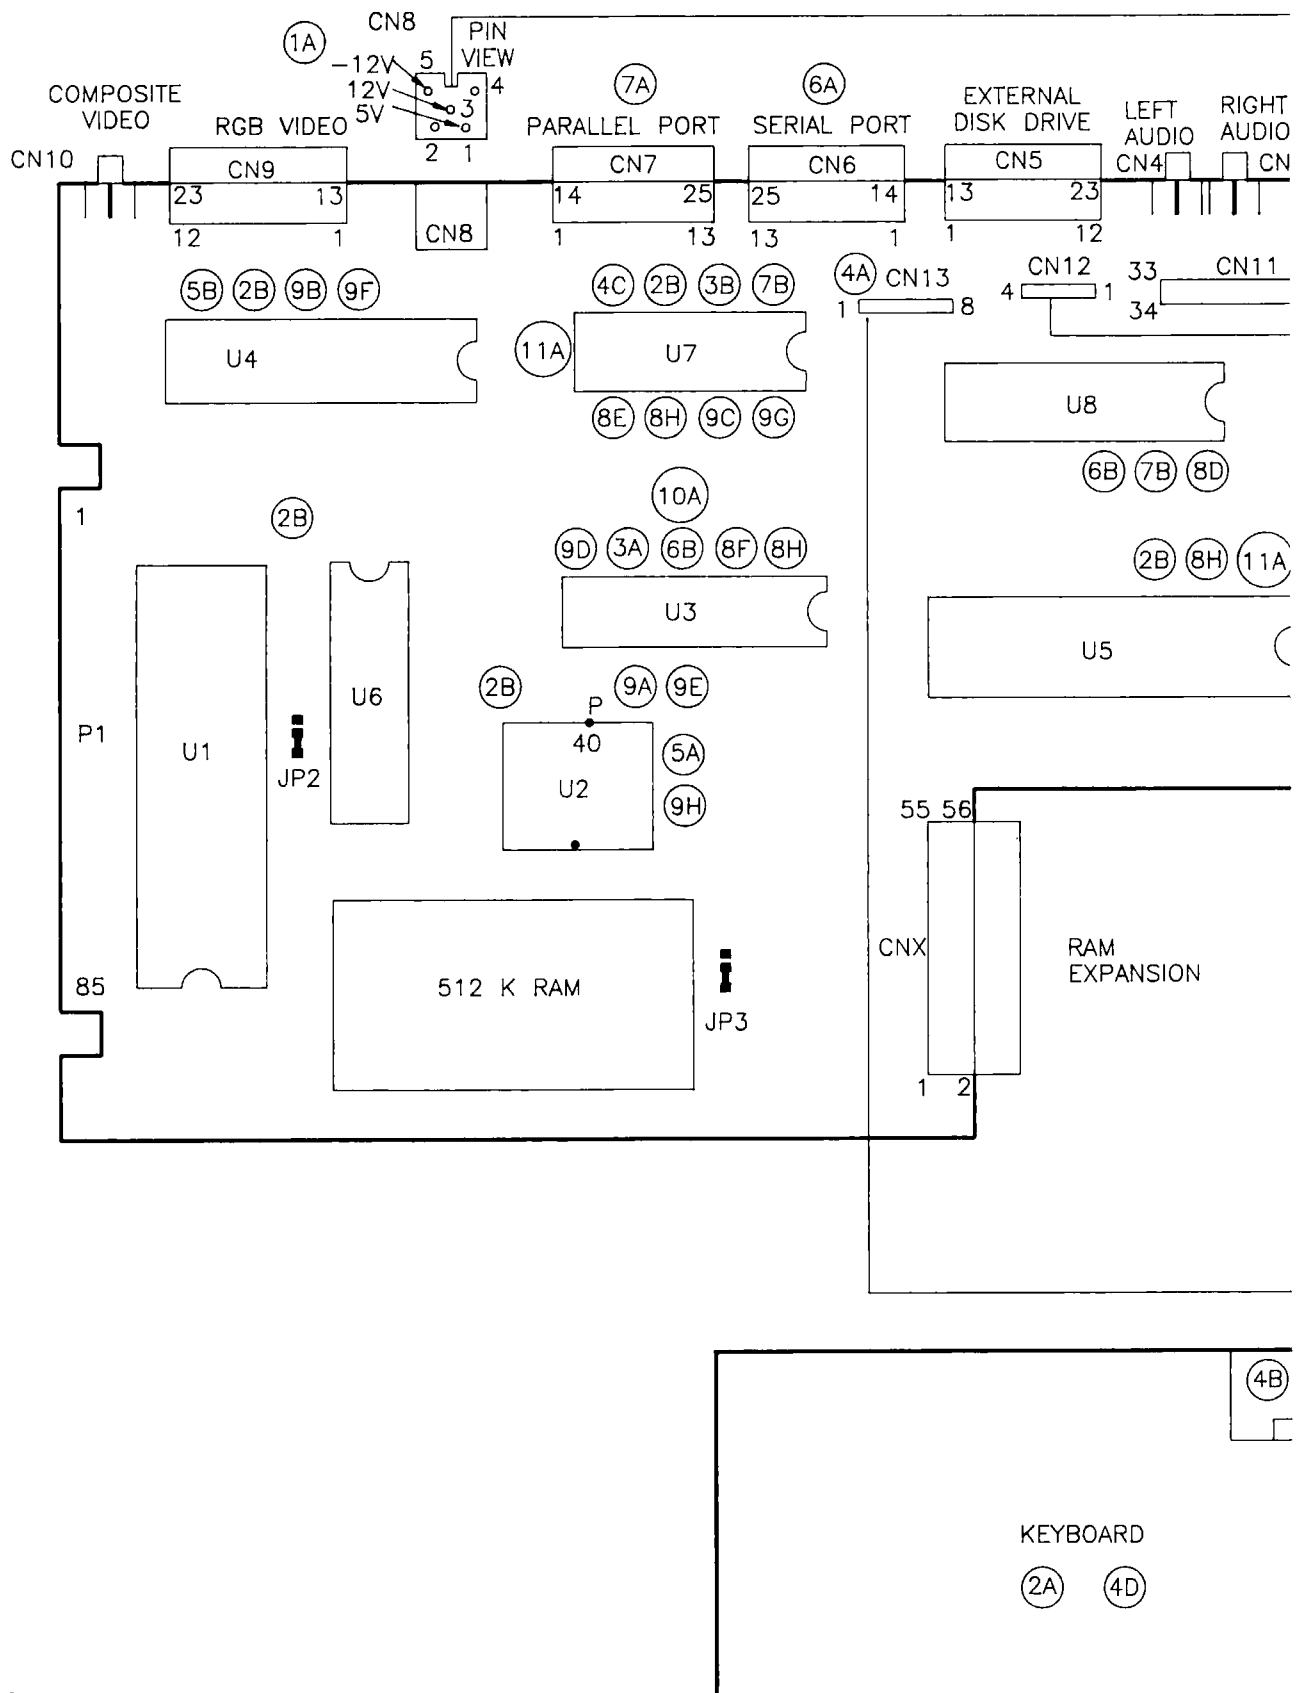 CN8
1A
PIN
VIEW
5
-12V
4
12V
3
5V
2 1
COMPOSITE
VIDEO
RGB VIDEO
7A
PARALLEL PORT
6A
SERIAL PORT
EXTERNAL
DISK DRIVE
LEFT
AUDIO
RIGHT
AUDIO
CN10
CN9
CN7
CN6
CN5
CN4
CN
23 13
14 25
25 14
13 23
12 1
CN8
1 13
13 1
1 12
5B 2B 9B 9F
4C 2B 3B 7B
4A CN13
1 8
CN12
4 1
33 CN11
34
U4
11A
U7
U8
8E 8H 9C 9G
6B 7B 8D
10A
1
2B
9D 3A 6B 8F 8H
2B 8H 11A
U3
U5
2B
9A 9E
P
U6
P1
U1
JP2
40
U2
5A
9H
55 56
CNX
RAM
EXPANSION
85
512 K RAM
JP3
1 2
4B
KEYBOARD
2A 4D